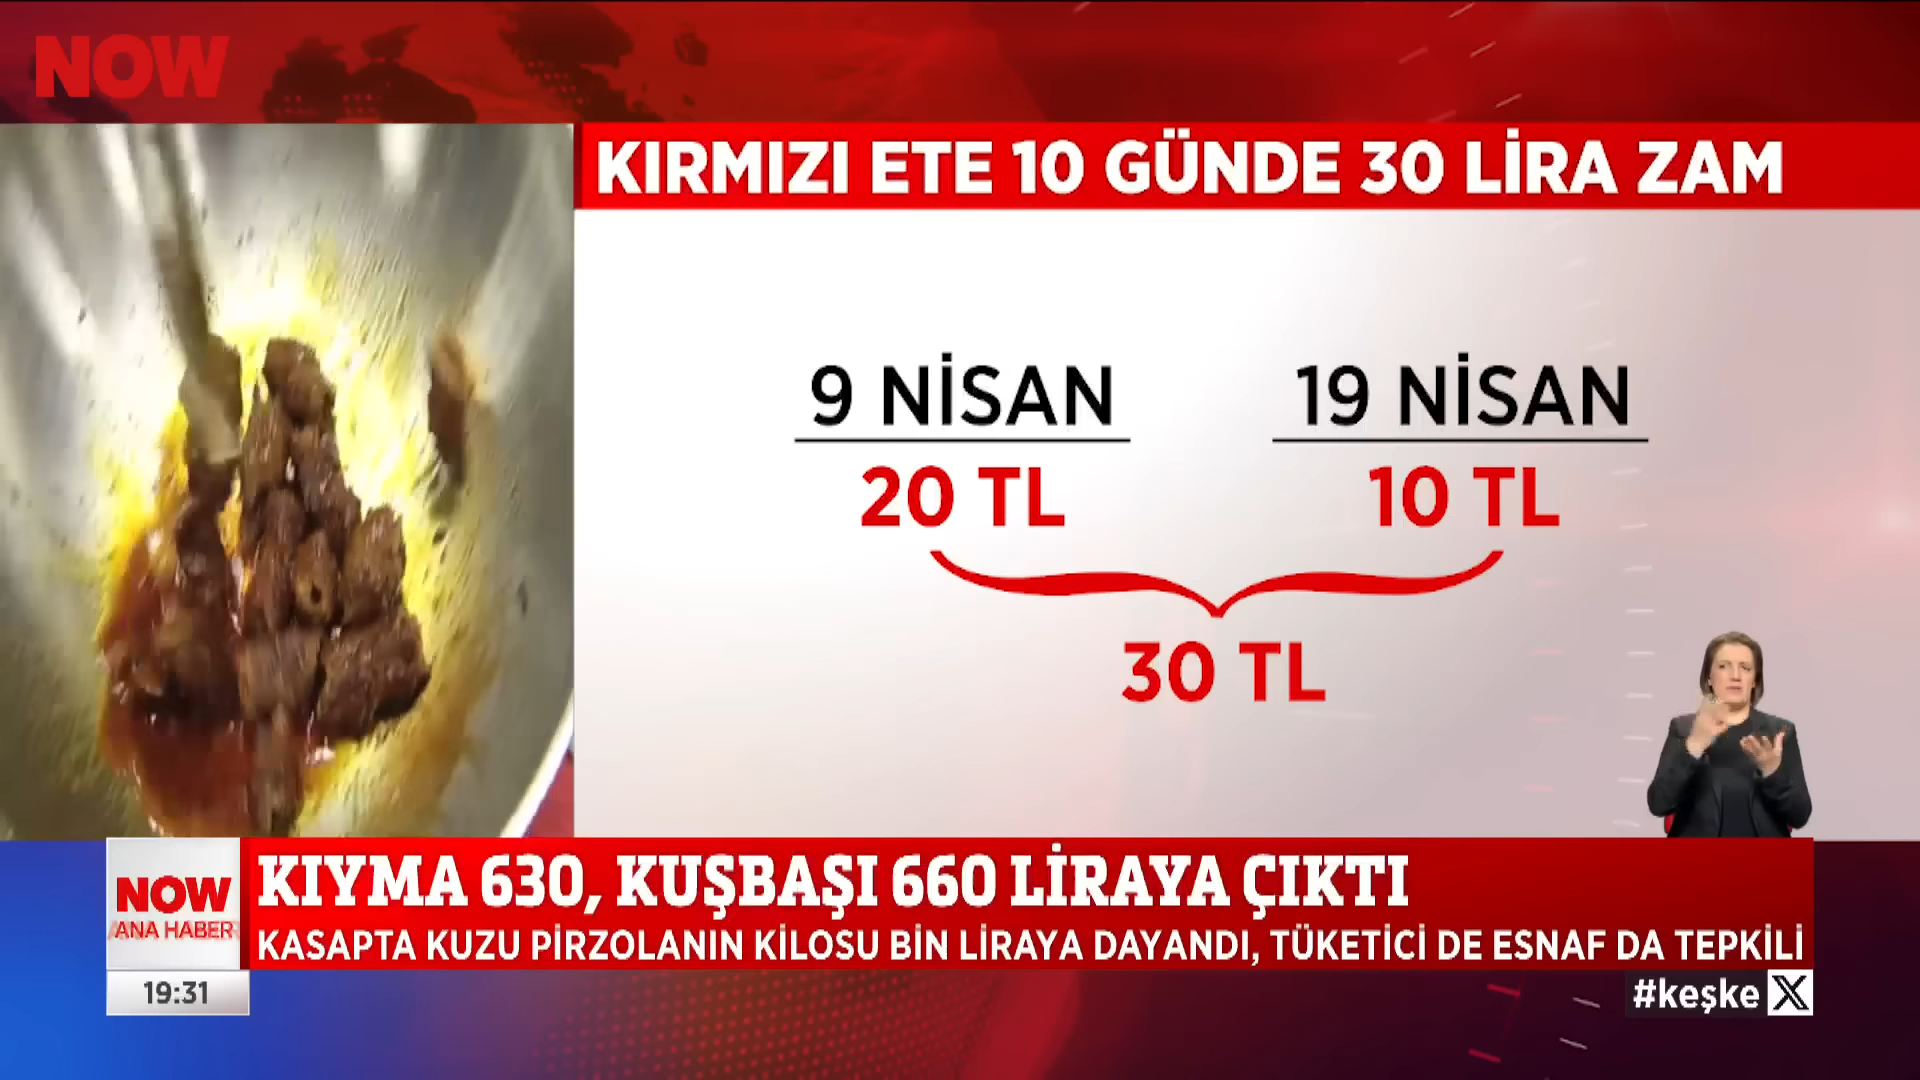 NOW
KIRMIZI ETE 10 GÜNDE 30 LİRA ZAM
9 NİSAN
19 NİSAN
20 TL
10 TL
30 TL
NOW
ANA HABER
KIYMA 630, KUŞBAŞI 660 LİRAYA ÇIKTI
KASAPTA KUZU PİRZOLANIN KİLOSU BİN LİRAYA DAYANDI, TÜKETİCİ DE ESNAF DA TEPKİLİ
19:31
#keşke X